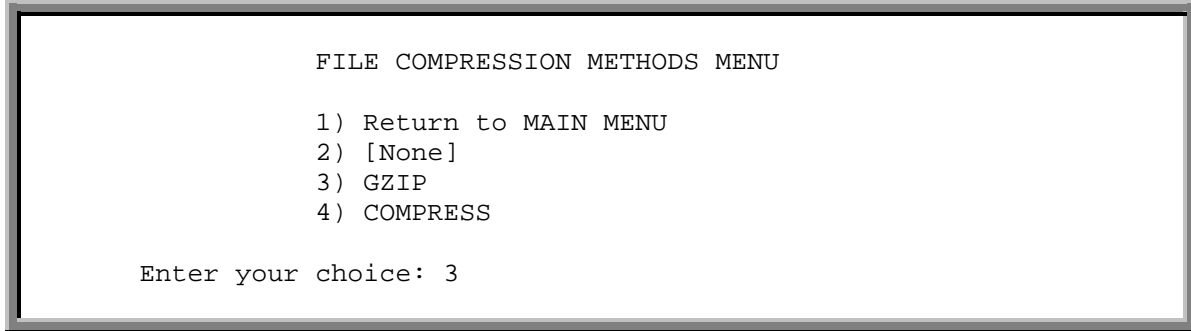 FILE COMPRESSION METHODS MENU
1) Return to MAIN MENU
2) [None]
3) GZIP
4) COMPRESS
Enter your choice: 3